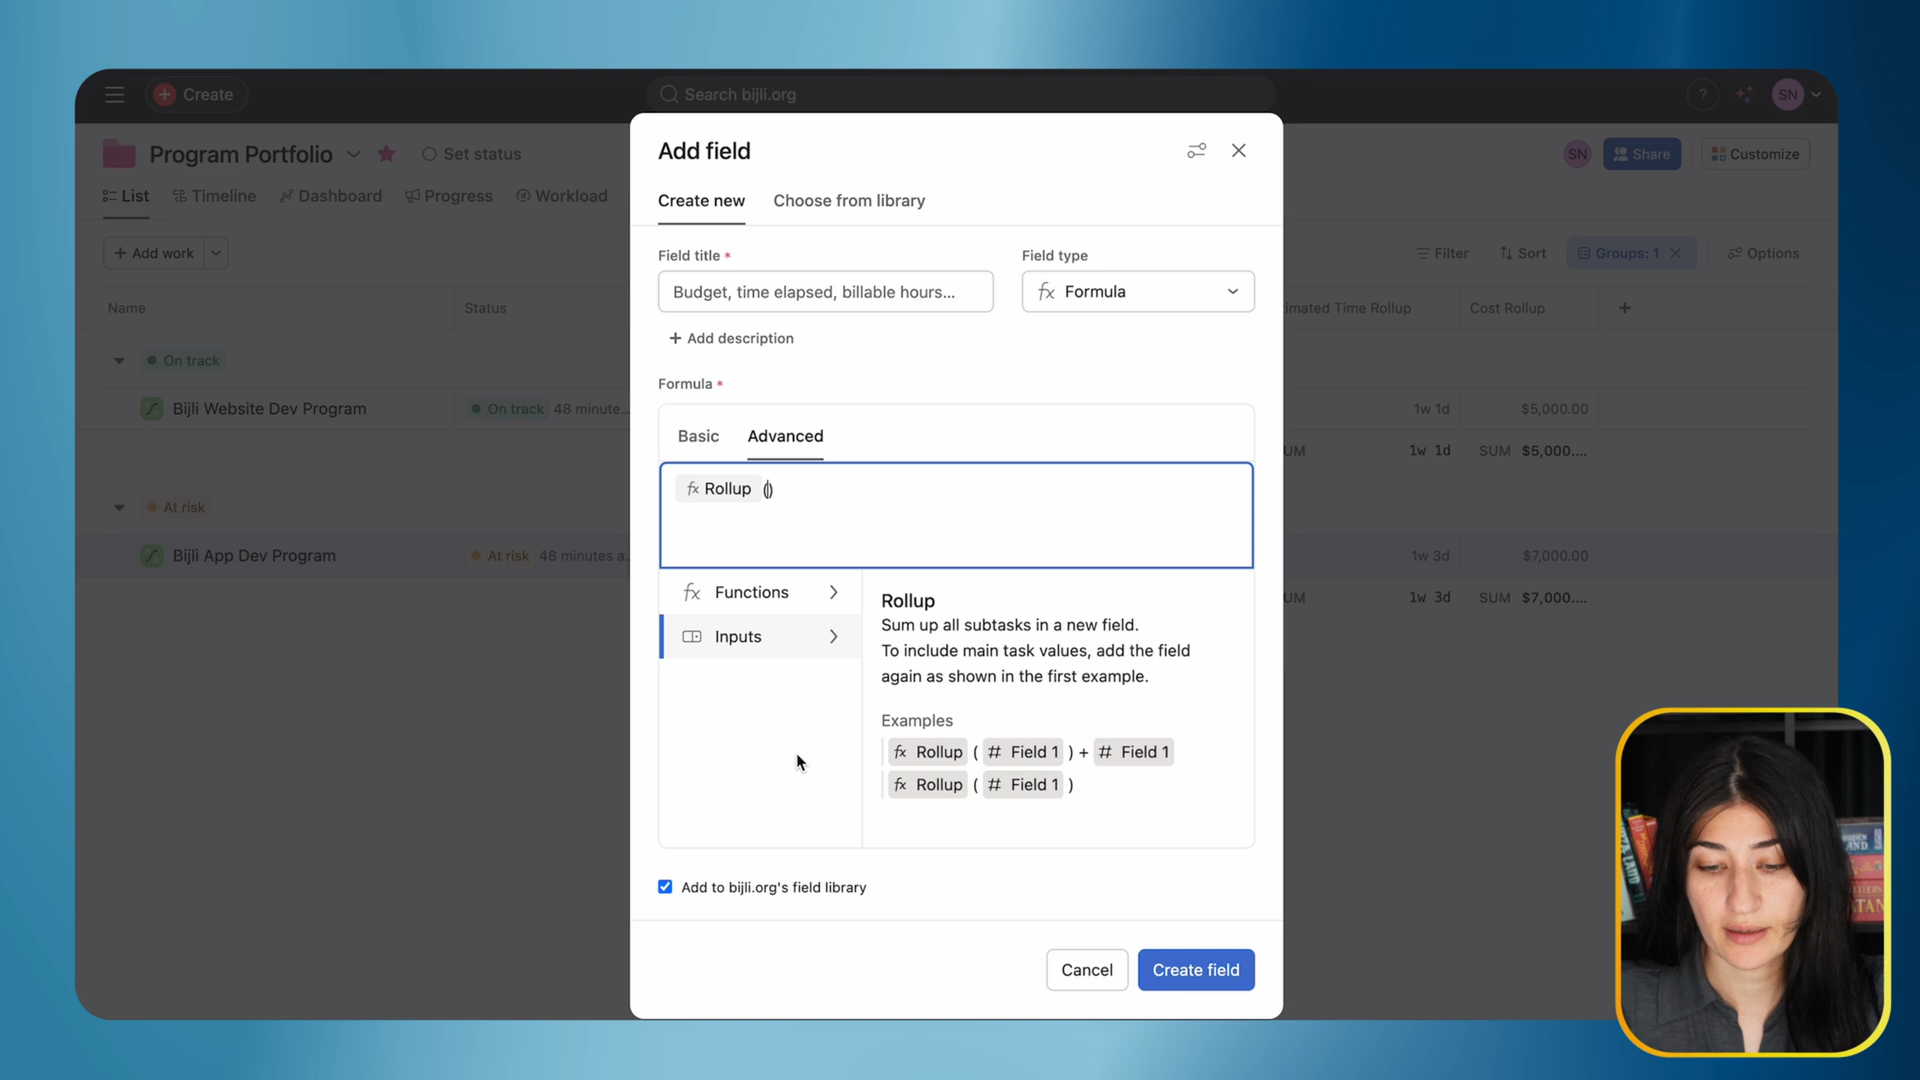 Create
Search bijli.org
?
SN
Program Portfolio
Set status
SN
Share
Customize
List
Timeline
Dashboard
Progress
Workload
Add work
Filter
Sort
Groups: 1
Options
Name
Status
imated Time Rollup
Cost Rollup
On track
Bijli Website Dev Program
On track
48 minute...
1w 1d
$5,000.00
UM
1w 1d
SUM
$5,000....
At risk
Bijli App Dev Program
At risk
48 minutes a...
1w 3d
$7,000.00
UM
1w 3d
SUM
$7,000....
Add field
Create new
Choose from library
Field title *
Field type
Budget, time elapsed, billable hours...
fx Formula
+ Add description
Formula *
Basic
Advanced
fx Rollup ()
fx Functions
Inputs
Rollup
Sum up all subtasks in a new field.
To include main task values, add the field
again as shown in the first example.
Examples
fx Rollup ( # Field 1 ) + # Field 1
fx Rollup ( # Field 1 )
Add to bijli.org's field library
Cancel
Create field